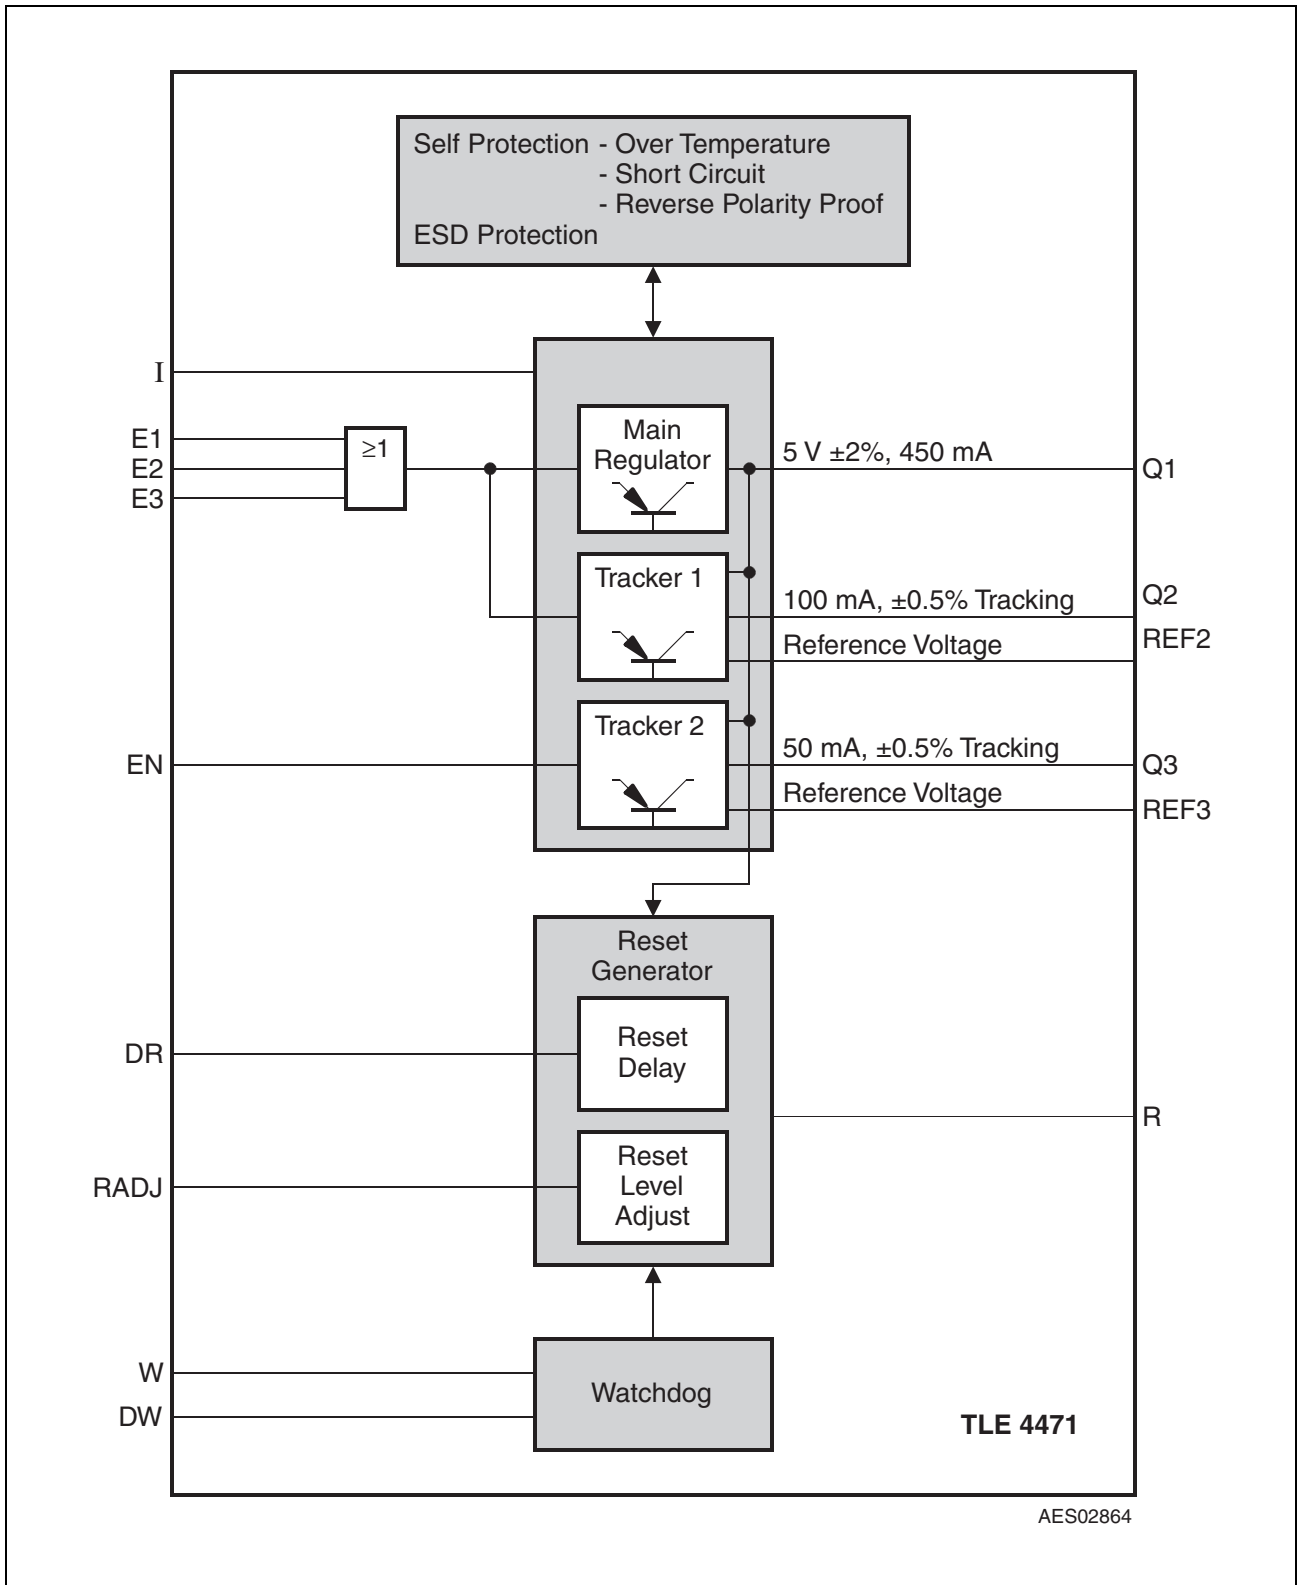 Self Protection - Over Temperature
- Short Circuit
- Reverse Polarity Proof
ESD Protection
I
E1
E2
E3
≥1
Main
Regulator
5 V ±2%, 450 mA
Q1
Tracker 1
100 mA, ±0.5% Tracking
Q2
Reference Voltage
REF2
Tracker 2
EN
50 mA, ±0.5% Tracking
Q3
Reference Voltage
REF3
Reset
Generator
Reset
Delay
DR
R
Reset
Level
Adjust
RADJ
W
DW
Watchdog
TLE 4471
AES02864